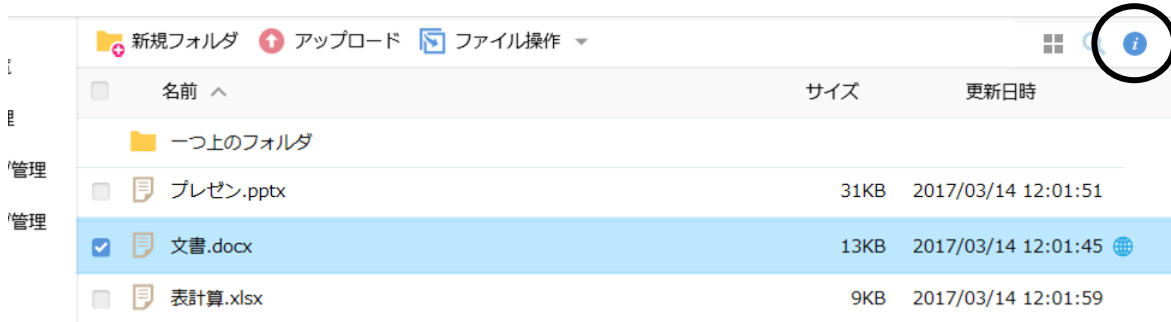 新規フォルダ アップロード ファイル操作
名前 サイズ 更新日時
一つ上のフォルダ
管理
プレゼン.pptx 31KB 2017/03/14 12:01:51
管理
文書.docx 13KB 2017/03/14 12:01:45
表計算.xlsx 9KB 2017/03/14 12:01:59